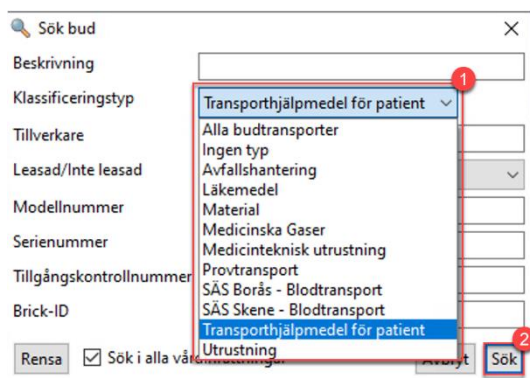 Sök bud
Beskrivning
1
Klassificeringstyp
Transporthjälpmedel för patient
Alla budtransporter
Tillverkare
Ingen typ
Avfallshantering
Leasad/Inte leasad
Läkemedel
Modellnummer
Material
Medicinska Gaser
Serienummer
Medicinteknisk utrustning
Provtransport
Tillgångskontrollnummer
SÄS Borås - Blodtransport
Brick-ID
SÄS Skene - Blodtransport
Transporthjälpmedel för patient
2
Utrustning
Rensa Sök i alla Avbryt Sök